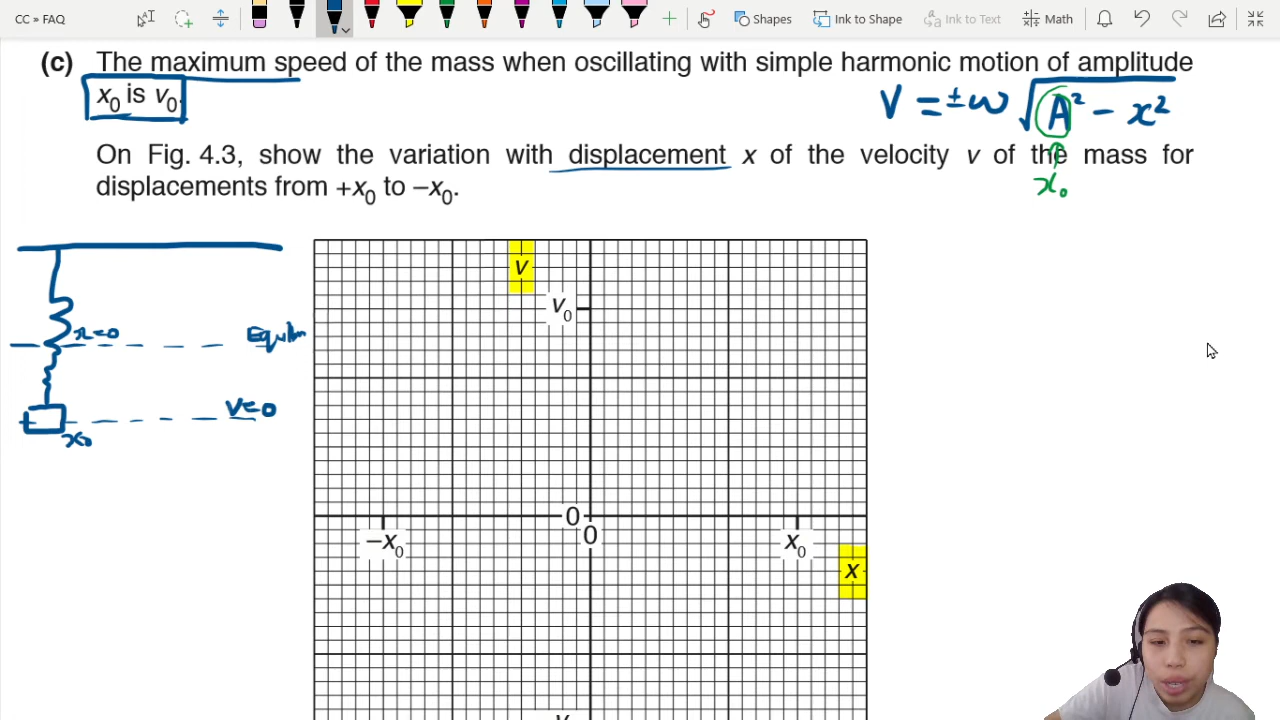 CC » FAQ
Shapes
Ink to Shape
Ink to Text
Math
(c) The maximum speed of the mass when oscillating with simple harmonic motion of amplitude
x₀ is v₀.
V = ±ω √(A² − x²)
x₀
On Fig. 4.3, show the variation with displacement x of the velocity v of the mass for
displacements from +x₀ to −x₀.
v
v₀
x=0
V=0
x₀
0
0
−x₀
x₀
x